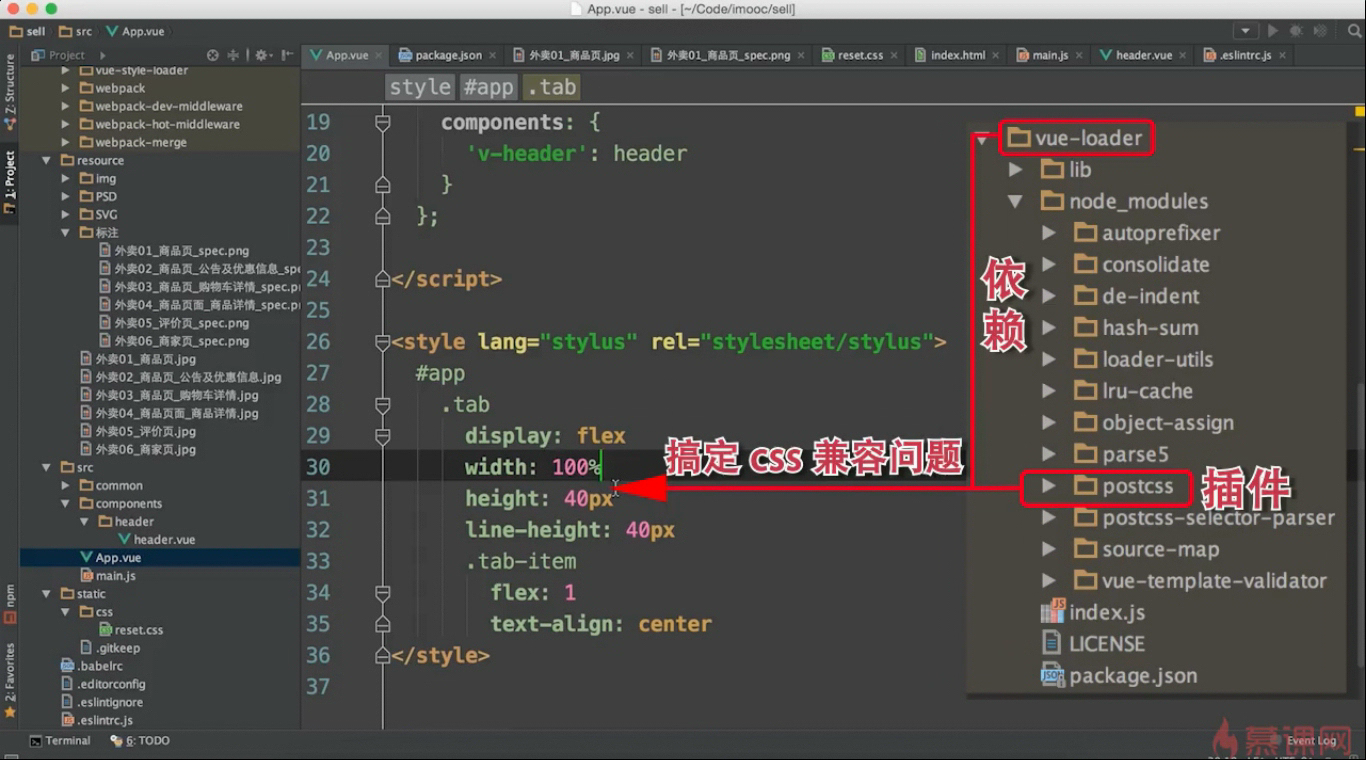 App.vue - sell - [~/Code/imooc/sell]
sell src App.vue
Project
App.vue package.json 外卖01_商品页.jpg 外卖01_商品页_spec.png reset.css index.html main.js header.vue .eslintrc.js
style #app .tab
Z: Structure
1: Project
npm
2: Favorites
vue-style-loader
webpack
webpack-dev-middleware
webpack-hot-middleware
webpack-merge
resource
img
PSD
SVG
标注
外卖01_商品页_spec.png
外卖02_商品页_公告及优惠信息_spe
外卖03_商品页_购物车详情_spec.pr
外卖04_商品页面_商品详情_spec.pr
外卖05_评价页_spec.png
外卖06_商家页_spec.png
外卖01_商品页.jpg
外卖02_商品页_公告及优惠信息.jpg
外卖03_商品页_购物车详情.jpg
外卖04_商品页面_商品详情.jpg
外卖05_评价页.jpg
外卖06_商家页.jpg
src
common
components
header
header.vue
App.vue
main.js
static
css
reset.css
.gitkeep
.babelrc
.editorconfig
.eslintignore
.eslintrc.js
19 components: {
20 'v-header': header
21 }
22 };
23
24 </script>
25
26 <style lang="stylus" rel="stylesheet/stylus">
27 #app
28 .tab
29 display: flex
30 width: 100%
31 height: 40px
32 line-height: 40px
33 .tab-item
34 flex: 1
35 text-align: center
36 </style>
37
搞定 css 兼容问题
依
赖
插件
vue-loader
lib
node_modules
autoprefixer
consolidate
de-indent
hash-sum
loader-utils
lru-cache
object-assign
parse5
postcss
postcss-selector-parser
source-map
vue-template-validator
index.js
LICENSE
package.json
Terminal 6: TODO Event Log
慕课网